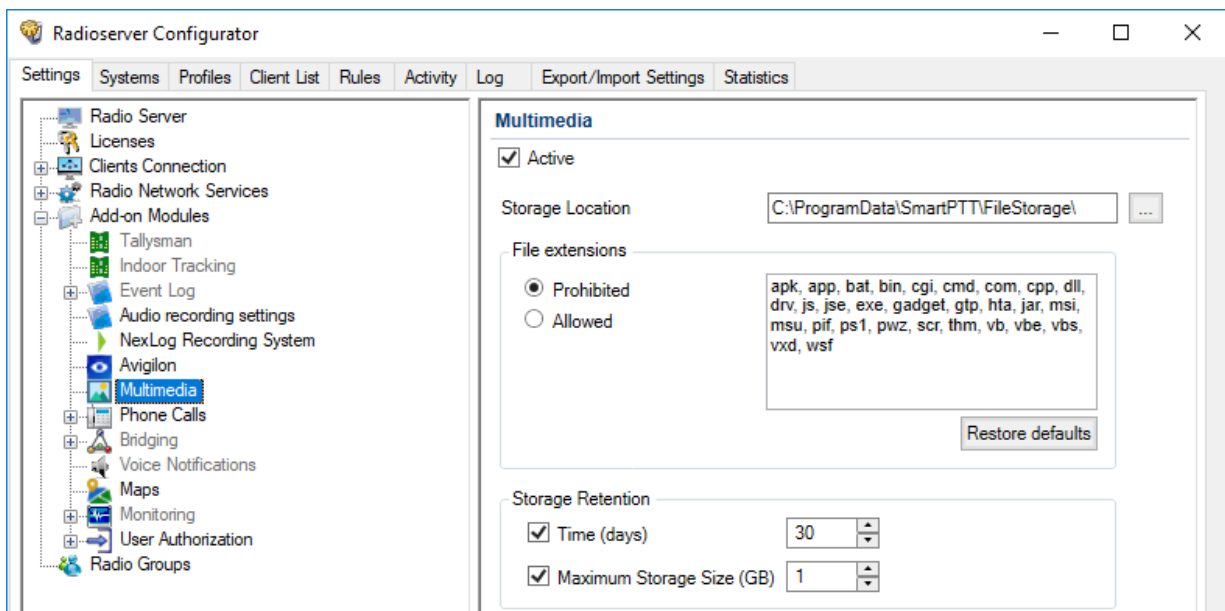 Radioserver Configurator
Settings Systems Profiles Client List Rules Activity Log Export/Import Settings Statistics
Radio Server
Licenses
Clients Connection
Radio Network Services
Add-on Modules
Tallysman
Indoor Tracking
Event Log
Audio recording settings
NexLog Recording System
Avigilon
Multimedia
Phone Calls
Bridging
Voice Notifications
Maps
Monitoring
User Authorization
Radio Groups
Multimedia
Active
Storage Location C:\ProgramData\SmartPTT\FileStorage\ ...
File extensions
Prohibited
Allowed
apk, app, bat, bin, cgi, cmd, com, cpp, dll,
drv, js, jse, exe, gadget, gtp, hta, jar, msi,
msu, pif, ps1, pwz, scr, thm, vb, vbe, vbs,
vxd, wsf
Restore defaults
Storage Retention
Time (days) 30
Maximum Storage Size (GB) 1